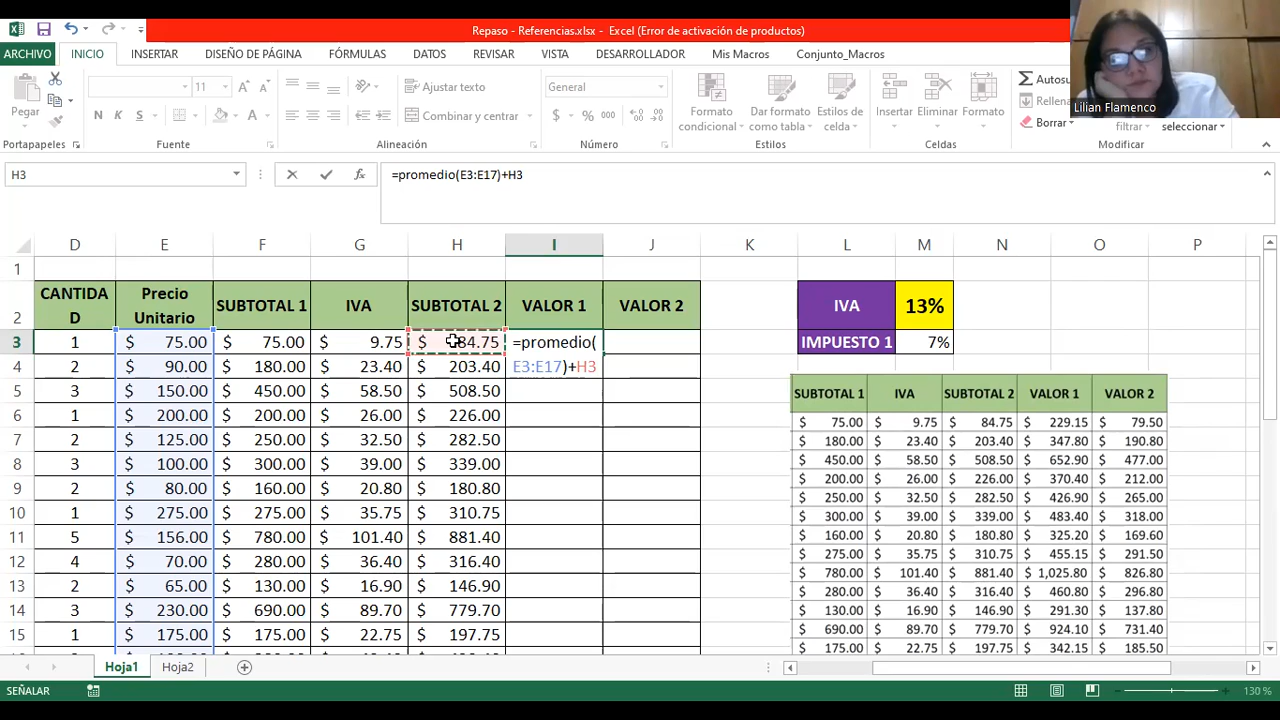 Repaso - Referencias.xlsx - Excel (Error de activación de productos)
ARCHIVO INICIO INSERTAR DISEÑO DE PÁGINA FÓRMULAS DATOS REVISAR VISTA DESARROLLADOR Mis Macros Conjunto_Macros
Pegar
Portapapeles
11
N K S
Fuente
Ajustar texto
Combinar y centrar
Alineación
General
$ % 000
Número
Formato condicional
Dar formato como tabla
Estilos de celda
Estilos
Insertar
Eliminar
Formato
Celdas
Borrar
filtrar
seleccionar
Modificar
Lilian Flamenco
H3
=promedio(E3:E17)+H3
D E F G H I J K L M N O P
1
2 CANTIDA D Precio Unitario SUBTOTAL 1 IVA SUBTOTAL 2 VALOR 1 VALOR 2 IVA 13%
3 1 $ 75.00 $ 75.00 $ 9.75 $ 84.75 =promedio( IMPUESTO 1 7%
4 2 $ 90.00 $ 180.00 $ 23.40 $ 203.40 E3:E17)+H3
5 3 $ 150.00 $ 450.00 $ 58.50 $ 508.50
6 1 $ 200.00 $ 200.00 $ 26.00 $ 226.00
7 2 $ 125.00 $ 250.00 $ 32.50 $ 282.50
8 3 $ 100.00 $ 300.00 $ 39.00 $ 339.00
9 2 $ 80.00 $ 160.00 $ 20.80 $ 180.80
10 1 $ 275.00 $ 275.00 $ 35.75 $ 310.75
11 5 $ 156.00 $ 780.00 $ 101.40 $ 881.40
12 4 $ 70.00 $ 280.00 $ 36.40 $ 316.40
13 2 $ 65.00 $ 130.00 $ 16.90 $ 146.90
14 3 $ 230.00 $ 690.00 $ 89.70 $ 779.70
15 1 $ 175.00 $ 175.00 $ 22.75 $ 197.75
SUBTOTAL 1 IVA SUBTOTAL 2 VALOR 1 VALOR 2
$ 75.00 $ 9.75 $ 84.75 $ 229.15 $ 79.50
$ 180.00 $ 23.40 $ 203.40 $ 347.80 $ 190.80
$ 450.00 $ 58.50 $ 508.50 $ 652.90 $ 477.00
$ 200.00 $ 26.00 $ 226.00 $ 370.40 $ 212.00
$ 250.00 $ 32.50 $ 282.50 $ 426.90 $ 265.00
$ 300.00 $ 39.00 $ 339.00 $ 483.40 $ 318.00
$ 160.00 $ 20.80 $ 180.80 $ 325.20 $ 169.60
$ 275.00 $ 35.75 $ 310.75 $ 455.15 $ 291.50
$ 780.00 $ 101.40 $ 881.40 $ 1,025.80 $ 826.80
$ 280.00 $ 36.40 $ 316.40 $ 460.80 $ 296.80
$ 130.00 $ 16.90 $ 146.90 $ 291.30 $ 137.80
$ 690.00 $ 89.70 $ 779.70 $ 924.10 $ 731.40
$ 175.00 $ 22.75 $ 197.75 $ 342.15 $ 185.50
Hoja1 Hoja2
SEÑALAR
130 %